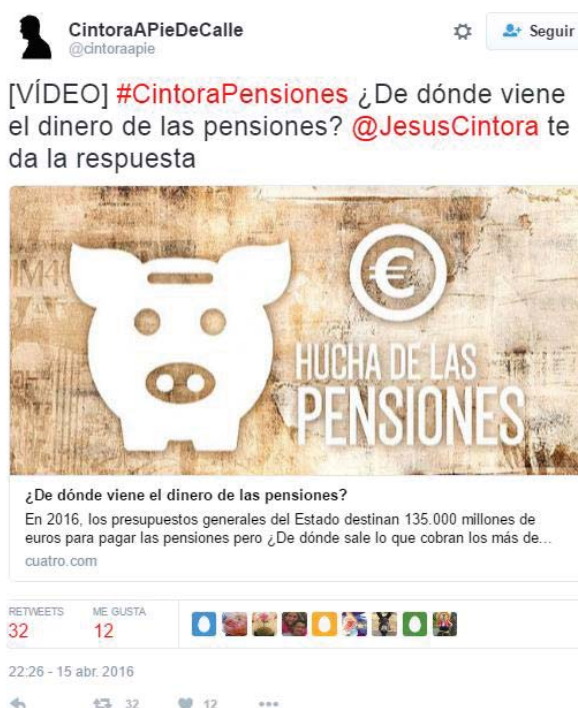 CintoraAPieDeCalle
@cintoraapie
Seguir
[VÍDEO] #CintoraPensiones ¿De dónde viene
el dinero de las pensiones? @JesusCintora te
da la respuesta
HUCHA DE LAS
PENSIONES
¿De dónde viene el dinero de las pensiones?
En 2016, los presupuestos generales del Estado destinan 135.000 millones de
euros para pagar las pensiones pero ¿De dónde sale lo que cobran los más de...
cuatro.com
RETWEETS ME GUSTA
32 12
22:26 - 15 abr. 2016
32 12